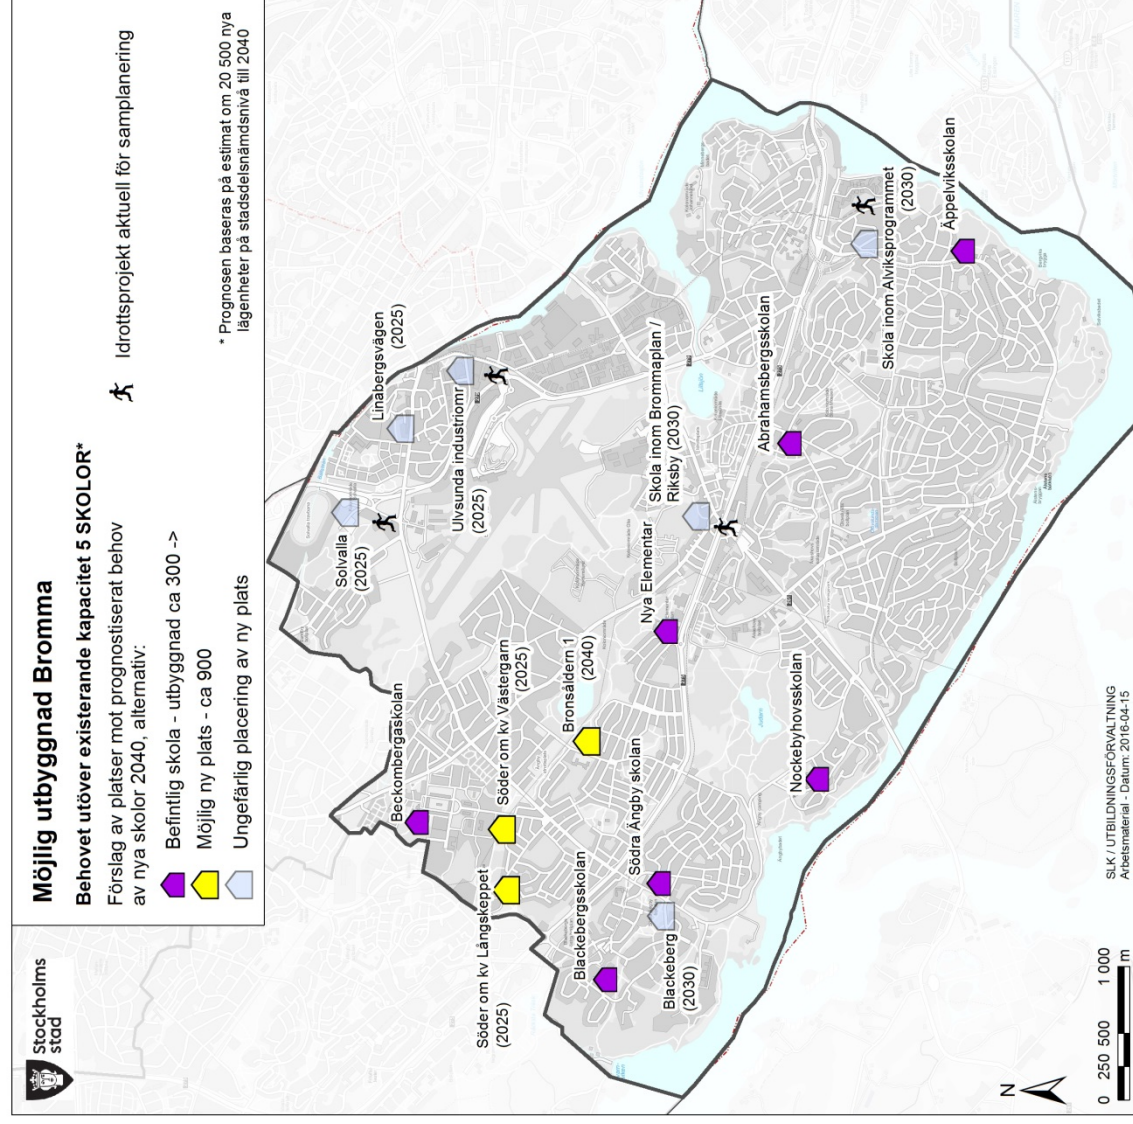 Stockholms
stad
Möjlig utbyggnad Bromma
Behovet utöver existerande kapacitet 5 SKOLOR*
Förslag av platser mot prognostiserat behov
av nya skolor 2040, alternativ:
Befintlig skola - utbyggnad ca 300 ->
Möjlig ny plats - ca 900
Ungefärlig placering av ny plats
Idrottsprojekt aktuell för samplanering
* Prognosen baseras på estimat om 20 500 nya
lägenheter på stadsdelsnämndsnivå till 2040
Solvalla
(2025)
Linabergsvägen
(2025)
Ulvsunda industriomr
(2025)
Beckombergaskolan
Söder om kv Västergarn
(2025)
Söder om kv Långskeppet
(2025)
Bronsåldern 1
(2040)
Blackebergsskolan
Södra Ängby skolan
Blackeberg
(2030)
Nya Elementar
Skola inom Brommaplan /
Riksby (2030)
Abrahamsbergsskolan
Nockebyhovsskolan
Skola inom Alviksprogrammet
(2030)
Äppelviksskolan
N
0 250 500 1 000
m
SLK / UTBILDNINGSFÖRVALTNING
Arbetsmaterial - Datum: 2016-04-15